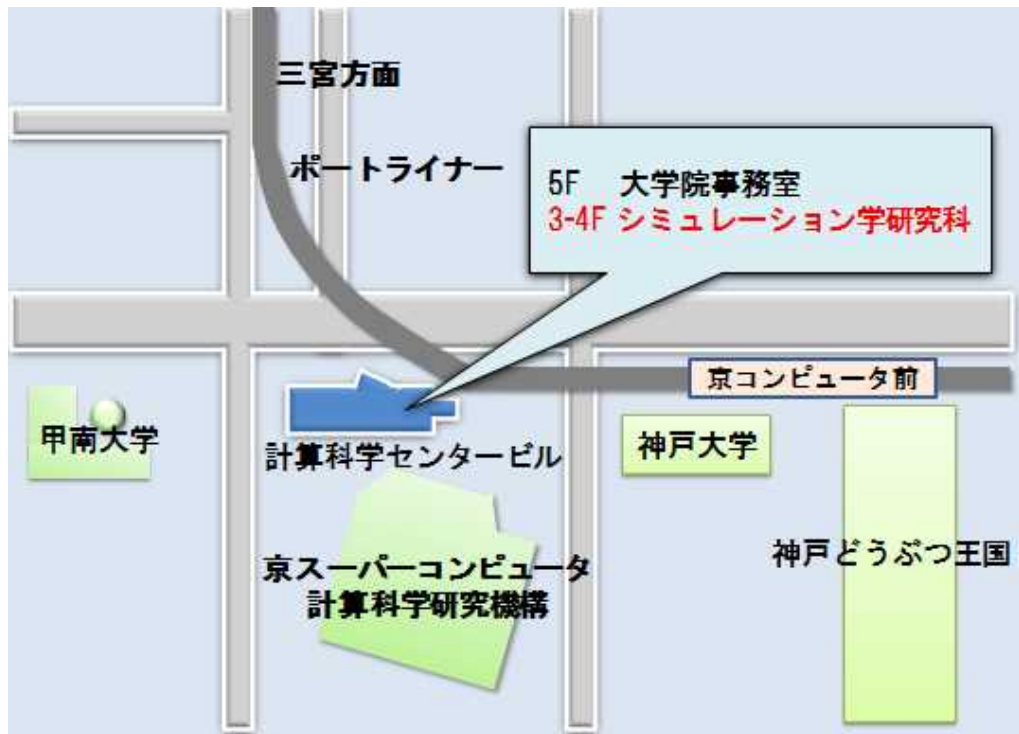 三宮方面
ポートライナー
5F 大学院事務室
3-4F シミュレーション学研究科
京コンピュータ前
甲南大学
計算科学センタービル
神戸大学
京スーパーコンピュータ
計算科学研究機構
神戸どうぶつ王国